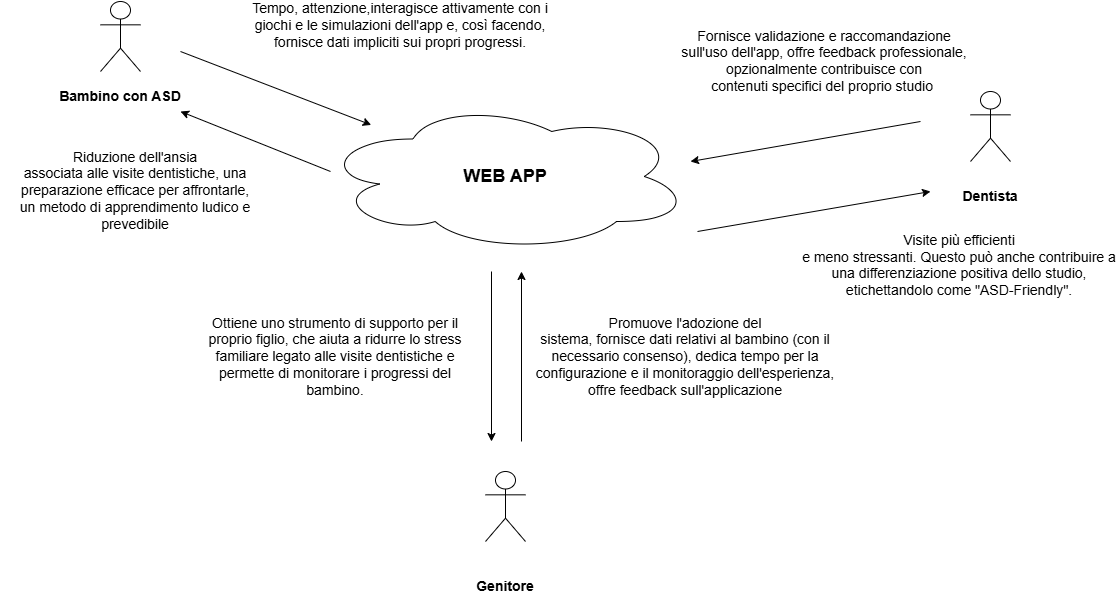 Tempo, attenzione,interagisce attivamente con i
giochi e le simulazioni dell'app e, così facendo,
fornisce dati impliciti sui propri progressi.
Fornisce validazione e raccomandazione
sull'uso dell'app, offre feedback professionale,
opzionalmente contribuisce con
contenuti specifici del proprio studio
Bambino con ASD
Riduzione dell'ansia
associata alle visite dentistiche, una
preparazione efficace per affrontarle,
un metodo di apprendimento ludico e
prevedibile
WEB APP
Dentista
Visite più efficienti
e meno stressanti. Questo può anche contribuire a
una differenziazione positiva dello studio,
etichettandolo come "ASD-Friendly".
Ottiene uno strumento di supporto per il
proprio figlio, che aiuta a ridurre lo stress
familiare legato alle visite dentistiche e
permette di monitorare i progressi del
bambino.
Promuove l'adozione del
sistema, fornisce dati relativi al bambino (con il
necessario consenso), dedica tempo per la
configurazione e il monitoraggio dell'esperienza,
offre feedback sull'applicazione
Genitore